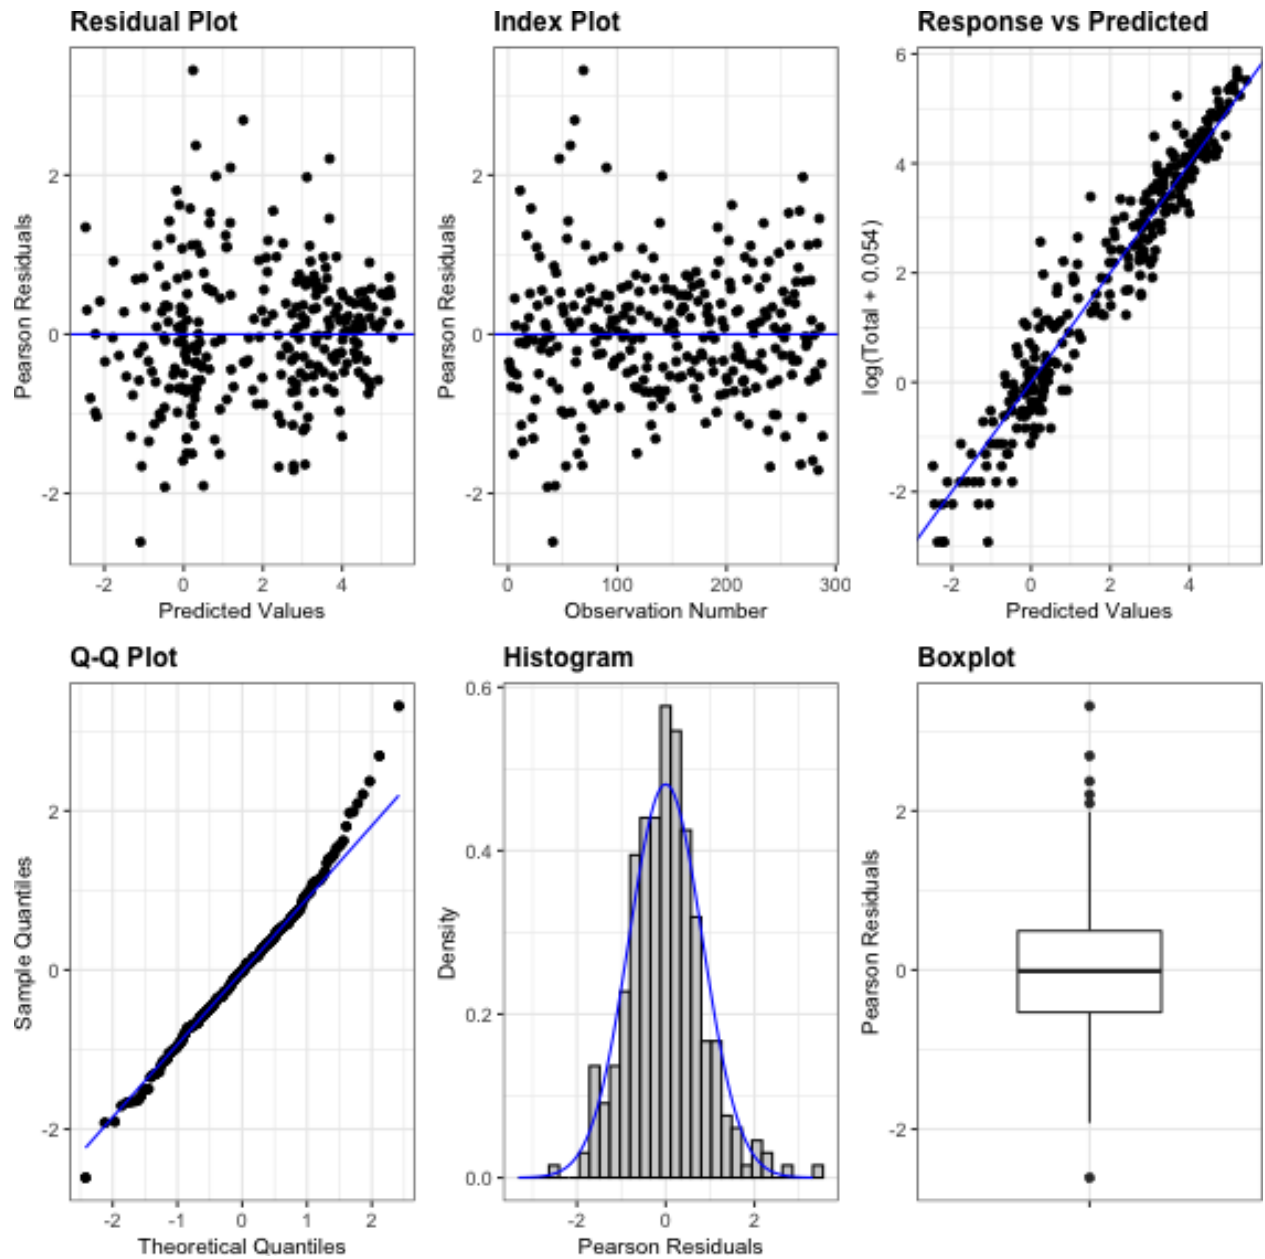 Residual Plot
Pearson Residuals
2
0
-2
-2
0
2
4
Predicted Values
Index Plot
Pearson Residuals
2
0
-2
0
100
200
300
Observation Number
Response vs Predicted
log(Total + 0.054)
6
4
2
0
-2
-2
0
2
4
Predicted Values
Q-Q Plot
Sample Quantiles
2
0
-2
-2
-1
0
1
2
Theoretical Quantiles
Histogram
Density
0.6
0.4
0.2
0.0
-2
0
2
Pearson Residuals
Boxplot
Pearson Residuals
2
0
-2